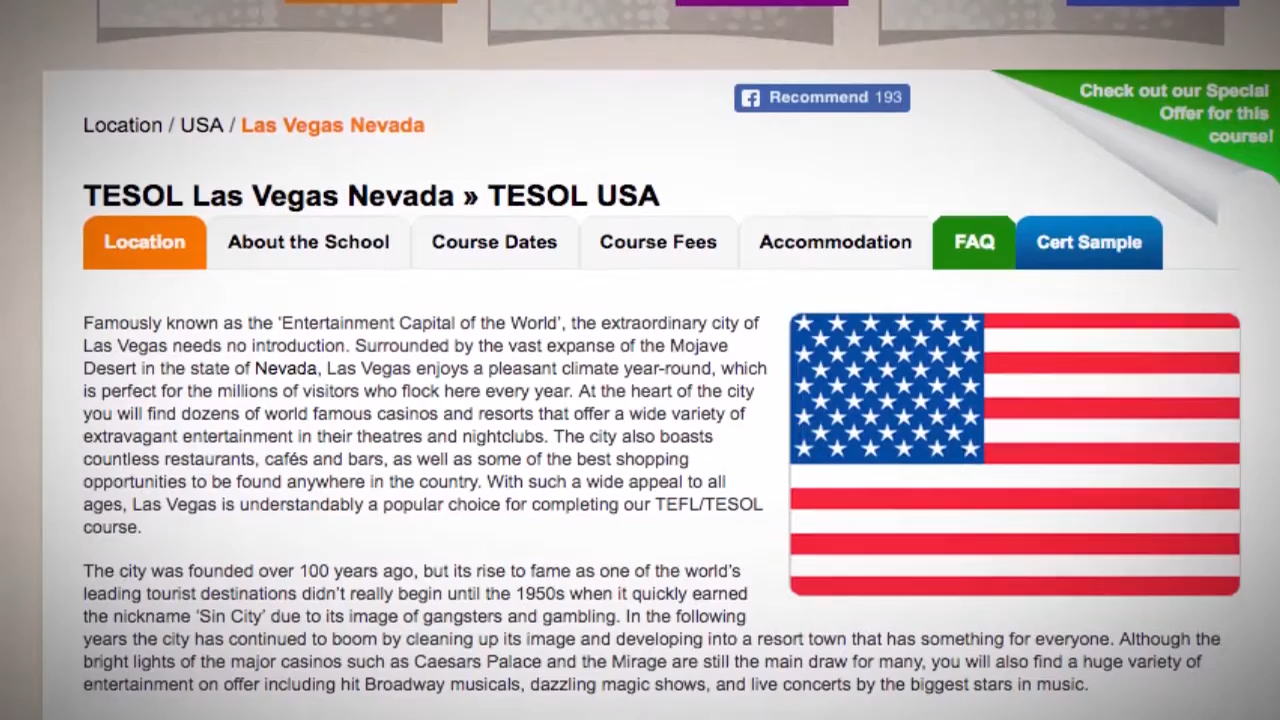 Recommend 193
Check out our Special
Offer for this
course!
Location / USA / Las Vegas Nevada
TESOL Las Vegas Nevada » TESOL USA
Location
About the School
Course Dates
Course Fees
Accommodation
FAQ
Cert Sample
Famously known as the 'Entertainment Capital of the World', the extraordinary city of
Las Vegas needs no introduction. Surrounded by the vast expanse of the Mojave
Desert in the state of Nevada, Las Vegas enjoys a pleasant climate year-round, which
is perfect for the millions of visitors who flock here every year. At the heart of the city
you will find dozens of world famous casinos and resorts that offer a wide variety of
extravagant entertainment in their theatres and nightclubs. The city also boasts
countless restaurants, cafés and bars, as well as some of the best shopping
opportunities to be found anywhere in the country. With such a wide appeal to all
ages, Las Vegas is understandably a popular choice for completing our TEFL/TESOL
course.
The city was founded over 100 years ago, but its rise to fame as one of the world's
leading tourist destinations didn't really begin until the 1950s when it quickly earned
the nickname 'Sin City' due to its image of gangsters and gambling. In the following
years the city has continued to boom by cleaning up its image and developing into a resort town that has something for everyone. Although the
bright lights of the major casinos such as Caesars Palace and the Mirage are still the main draw for many, you will also find a huge variety of
entertainment on offer including hit Broadway musicals, dazzling magic shows, and live concerts by the biggest stars in music.